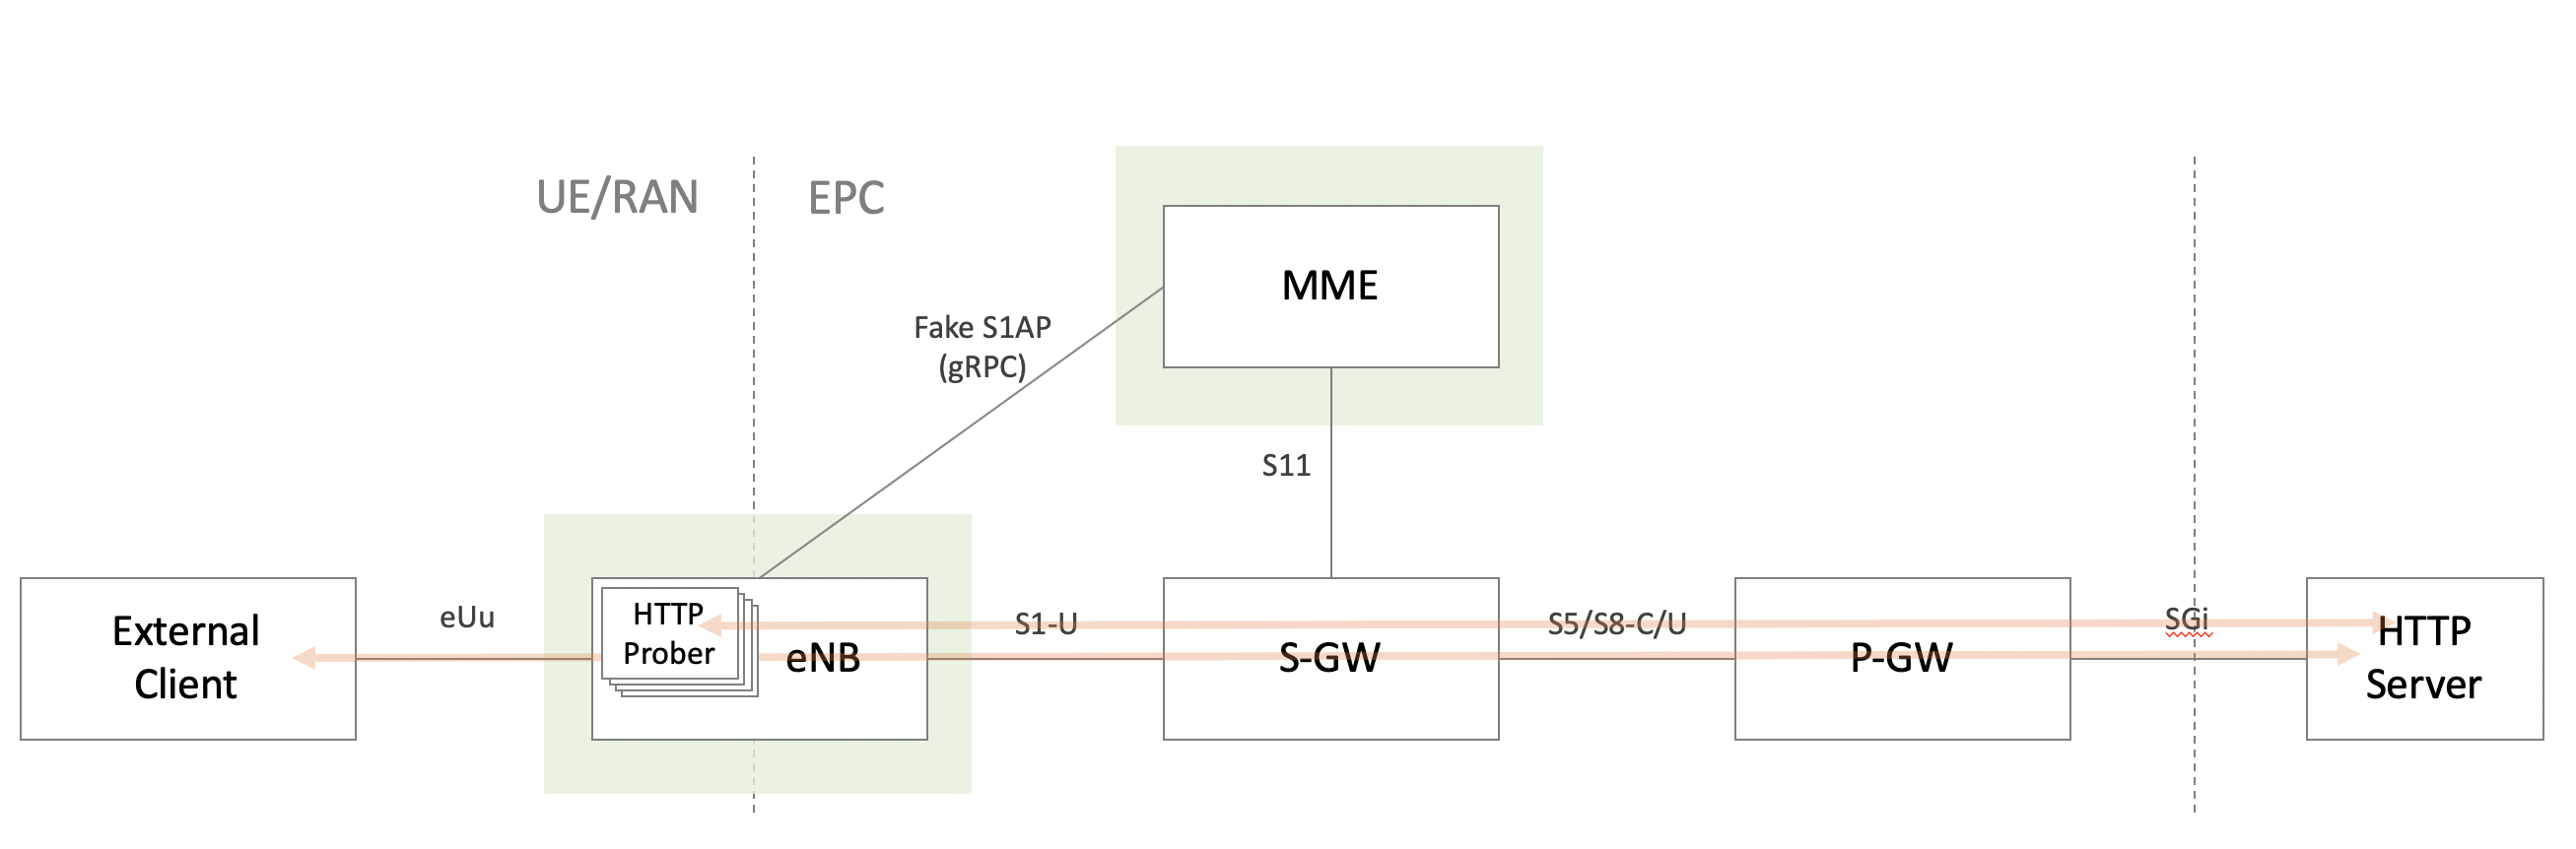 UE/RAN
EPC
MME
Fake S1AP
(gRPC)
S11
External
Client
eUu
HTTP
Prober
eNB
S1-U
S-GW
S5/S8-C/U
P-GW
SGi
HTTP
Server